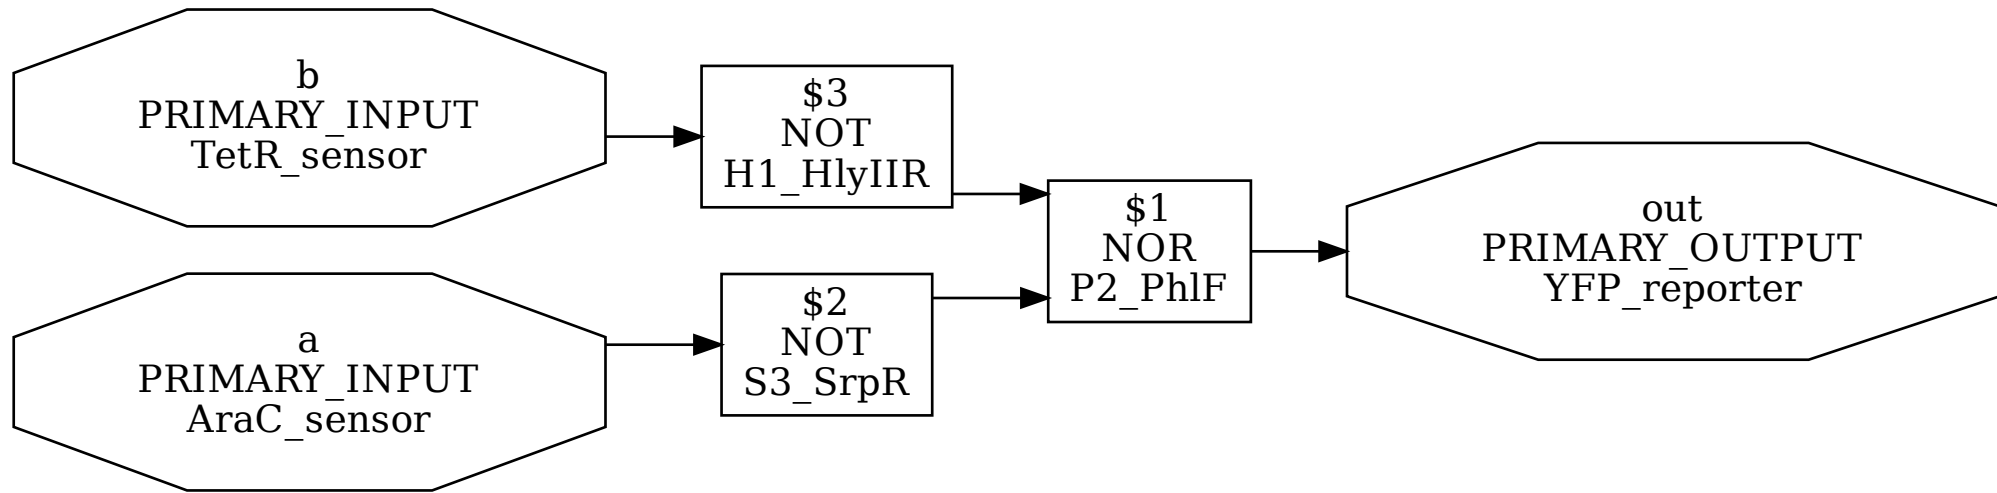 b
PRIMARY_INPUT
TetR_sensor
$3
NOT
H1_HlyIIR
a
PRIMARY_INPUT
AraC_sensor
$2
NOT
S3_SrpR
$1
NOR
P2_PhlF
out
PRIMARY_OUTPUT
YFP_reporter